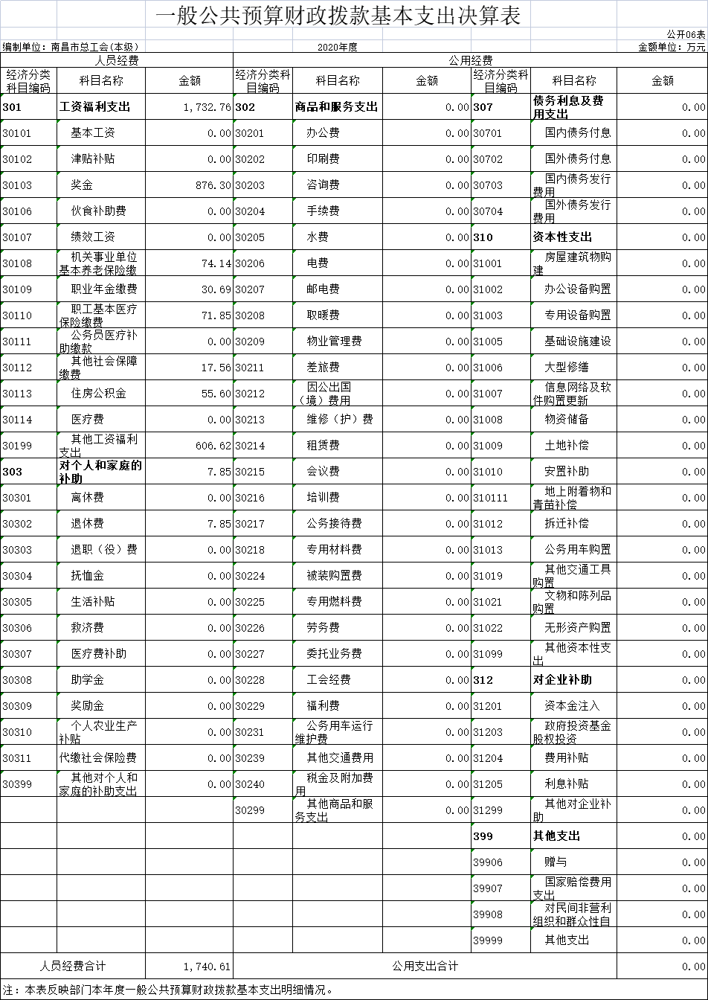 一般公共预算财政拨款基本支出决算表
公开06表
编制单位：南昌市总工会(本级） 2020年度 金额单位：万元
人员经费 公用经费
经济分类科目编码 科目名称 金额 经济分类科目编码 科目名称 金额 经济分类科目编码 科目名称 金额
301 工资福利支出 1,732.76 302 商品和服务支出 0.00 307 债务利息及费用支出 0.00
30101 基本工资 0.00 30201 办公费 0.00 30701 国内债务付息 0.00
30102 津贴补贴 0.00 30202 印刷费 0.00 30702 国外债务付息 0.00
30103 奖金 876.30 30203 咨询费 0.00 30703 国内债务发行费用 0.00
30106 伙食补助费 0.00 30204 手续费 0.00 30704 国外债务发行费用 0.00
30107 绩效工资 0.00 30205 水费 0.00 310 资本性支出 0.00
30108 机关事业单位基本养老保险缴 74.14 30206 电费 0.00 31001 房屋建筑物购建 0.00
30109 职业年金缴费 30.69 30207 邮电费 0.00 31002 办公设备购置 0.00
30110 职工基本医疗保险缴费 71.85 30208 取暖费 0.00 31003 专用设备购置 0.00
30111 公务员医疗补助缴款 0.00 30209 物业管理费 0.00 31005 基础设施建设 0.00
30112 其他社会保障缴费 17.56 30211 差旅费 0.00 31006 大型修缮 0.00
30113 住房公积金 55.60 30212 因公出国（境）费用 0.00 31007 信息网络及软件购置更新 0.00
30114 医疗费 0.00 30213 维修（护）费 0.00 31008 物资储备 0.00
30199 其他工资福利支出 606.62 30214 租赁费 0.00 31009 土地补偿 0.00
303 对个人和家庭的补助 7.85 30215 会议费 0.00 31010 安置补助 0.00
30301 离休费 0.00 30216 培训费 0.00 310111 地上附着物和青苗补偿 0.00
30302 退休费 7.85 30217 公务接待费 0.00 31012 拆迁补偿 0.00
30303 退职（役）费 0.00 30218 专用材料费 0.00 31013 公务用车购置 0.00
30304 抚恤金 0.00 30224 被装购置费 0.00 31019 其他交通工具购置 0.00
30305 生活补贴 0.00 30225 专用燃料费 0.00 31021 文物和陈列品购置 0.00
30306 救济费 0.00 30226 劳务费 0.00 31022 无形资产购置 0.00
30307 医疗费补助 0.00 30227 委托业务费 0.00 31099 其他资本性支出 0.00
30308 助学金 0.00 30228 工会经费 0.00 312 对企业补助 0.00
30309 奖励金 0.00 30229 福利费 0.00 31201 资本金注入 0.00
30310 个人农业生产补贴 0.00 30231 公务用车运行维护费 0.00 31203 政府投资基金股权投资 0.00
30311 代缴社会保险费 0.00 30239 其他交通费用 0.00 31204 费用补贴 0.00
30399 其他对个人和家庭的补助支出 0.00 30240 税金及附加费用 0.00 31205 利息补贴 0.00
30299 其他商品和服务支出 0.00 31299 其他对企业补助 0.00
399 其他支出 0.00
39906 赠与 0.00
39907 国家赔偿费用支出 0.00
39908 对民间非营利组织和群众性自 0.00
39999 其他支出 0.00
人员经费合计 1,740.61 公用支出合计 0.00
注：本表反映部门本年度一般公共预算财政拨款基本支出明细情况。